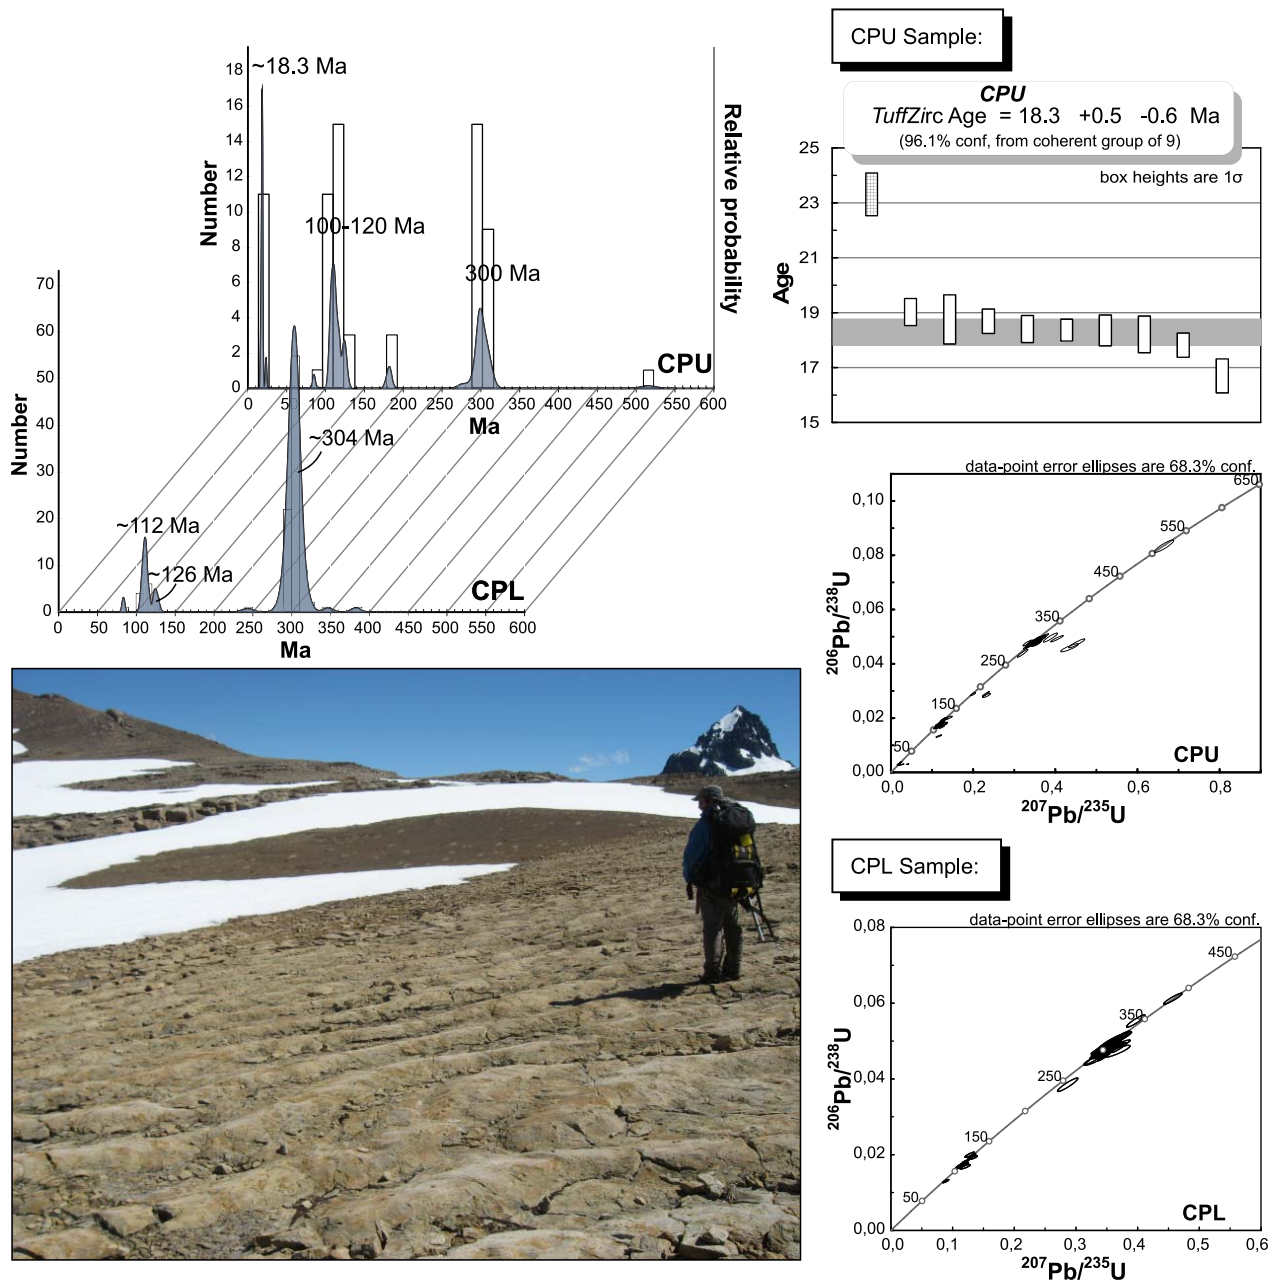 ~18.3 Ma
18
16
14
12
10
8
6
4
2
0
Number
Relative probability
100-120 Ma
300 Ma
CPU
0 50 100 150 200 250 300 350 400 450 500 550 600
Ma
70
60
50
40
30
20
10
0
Number
~304 Ma
~112 Ma
~126 Ma
CPL
0 50 100 150 200 250 300 350 400 450 500 550 600
Ma
CPU Sample:
CPU
TuffZirc Age = 18.3 +0.5 -0.6 Ma
(96.1% conf, from coherent group of 9)
box heights are 1σ
25
23
21
19
17
15
Age
data-point error ellipses are 68.3% conf.
650
550
450
350
250
150
50
0,10
0,08
0,06
0,04
0,02
0,00
206Pb/238U
CPU
0,0 0,2 0,4 0,6 0,8
207Pb/235U
CPL Sample:
data-point error ellipses are 68.3% conf.
450
350
250
150
50
0,08
0,06
0,04
0,02
0,00
206Pb/238U
CPL
0,0 0,1 0,2 0,3 0,4 0,5 0,6
207Pb/235U